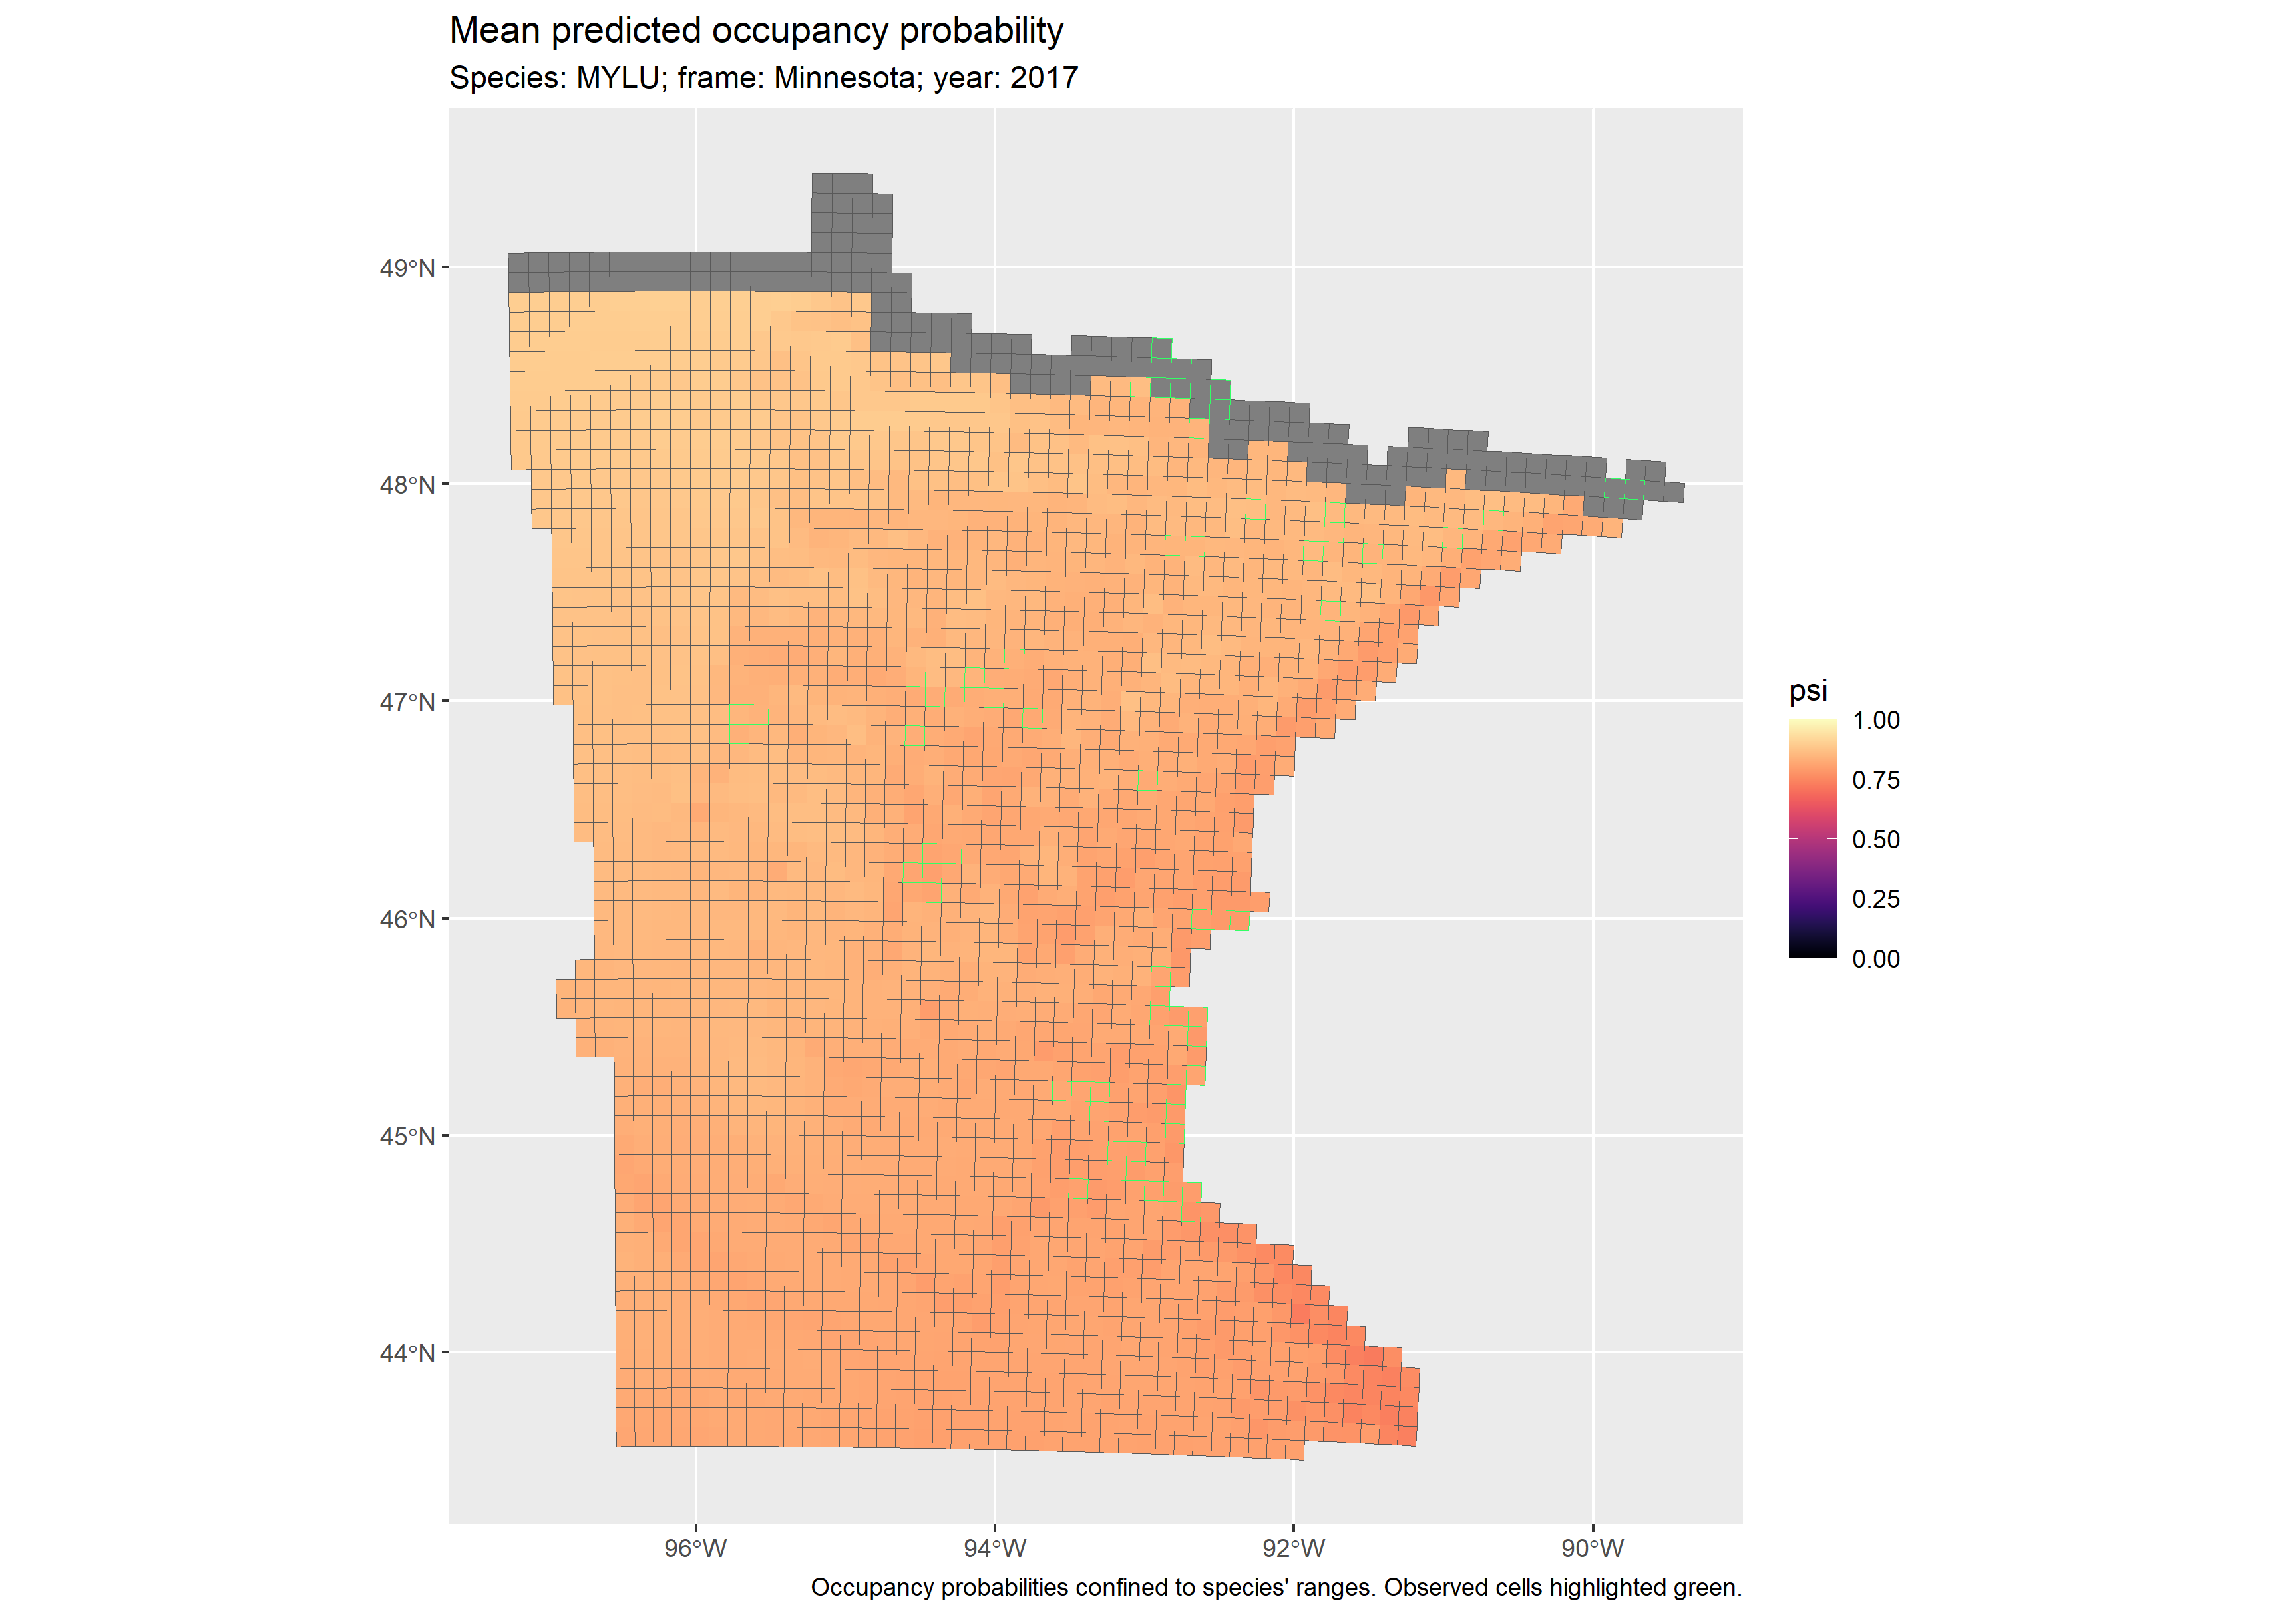 Mean predicted occupancy probability
Species: MYLU; frame: Minnesota; year: 2017
49°N
48°N
47°N
46°N
45°N
44°N
96°W
94°W
92°W
90°W
psi
1.00
0.75
0.50
0.25
0.00
Occupancy probabilities confined to species' ranges. Observed cells highlighted green.